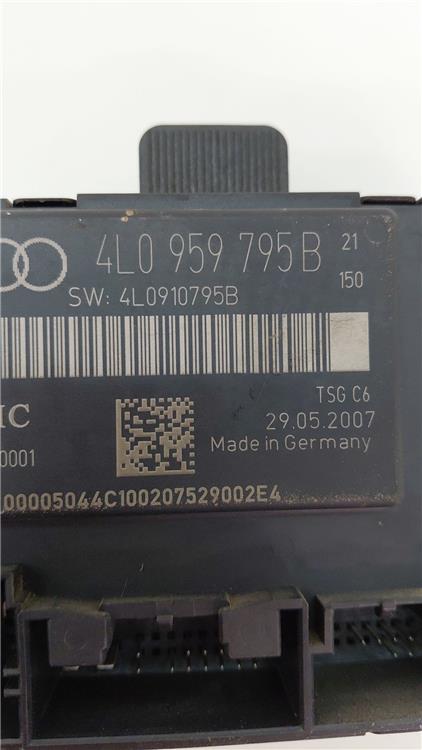 4L0 959 795 B 21
SW: 4L0910795B 150
TSG C6
IC
29.05.2007
0001
Made in Germany
00005044C100207529002E4